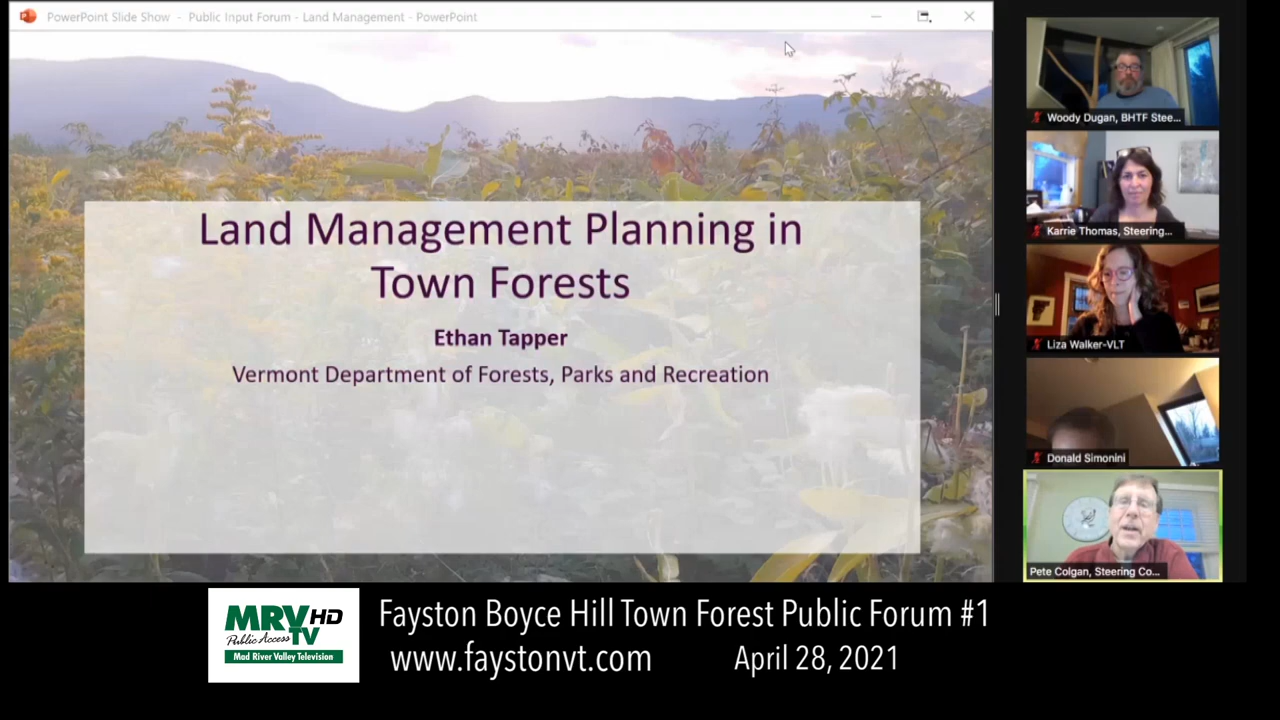 PowerPoint Slide Show - Public Input Forum - Land Management - PowerPoint
Land Management Planning in
Town Forests
Ethan Tapper
Vermont Department of Forests, Parks and Recreation
Woody Dugan, BHTF Stee...
Karrie Thomas, Steering...
Liza Walker-VLT
Donald Simonini
Pete Colgan, Steering Co...
MRV HD
Public Access TV
Mad River Valley Television
Fayston Boyce Hill Town Forest Public Forum #1
www.faystonvt.com April 28, 2021